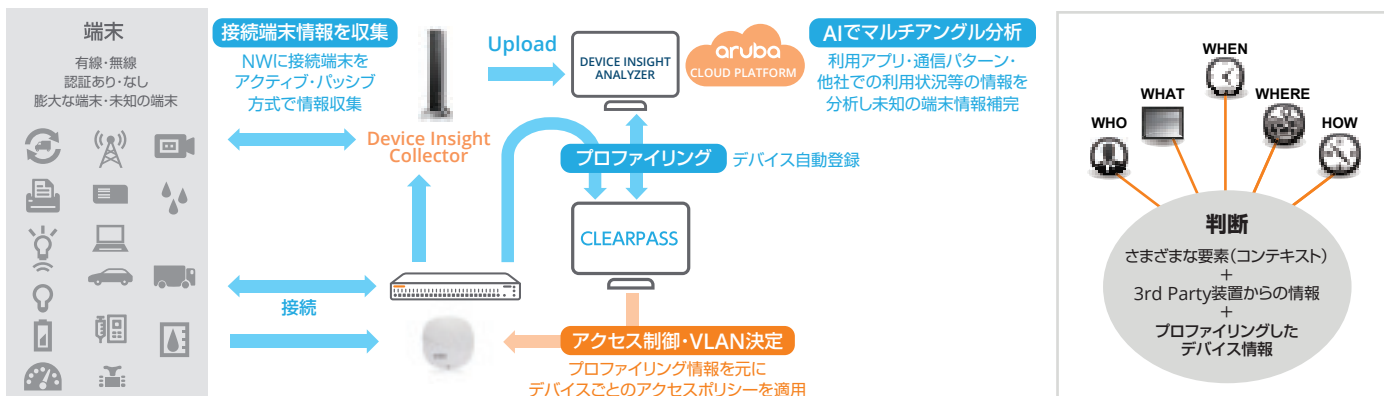 端末
有線・無線
認証あり・なし
膨大な端末・未知の端末
接続端末情報を収集
NWに接続端末を
アクティブ・パッシブ
方式で情報収集
Device Insight
Collector
Upload
DEVICE INSIGHT
ANALYZER
aruba
CLOUD PLATFORM
AIでマルチアングル分析
利用アプリ・通信パターン・
他社での利用状況等の情報を
分析し未知の端末情報補完
プロファイリング
デバイス自動登録
CLEARPASS
接続
アクセス制御・VLAN決定
プロファイリング情報を元に
デバイスごとのアクセスポリシーを適用
WHO
WHAT
WHEN
WHERE
HOW
判断
さまざまな要素(コンテキスト)
+
3rd Party装置からの情報
+
プロファイリングした
デバイス情報